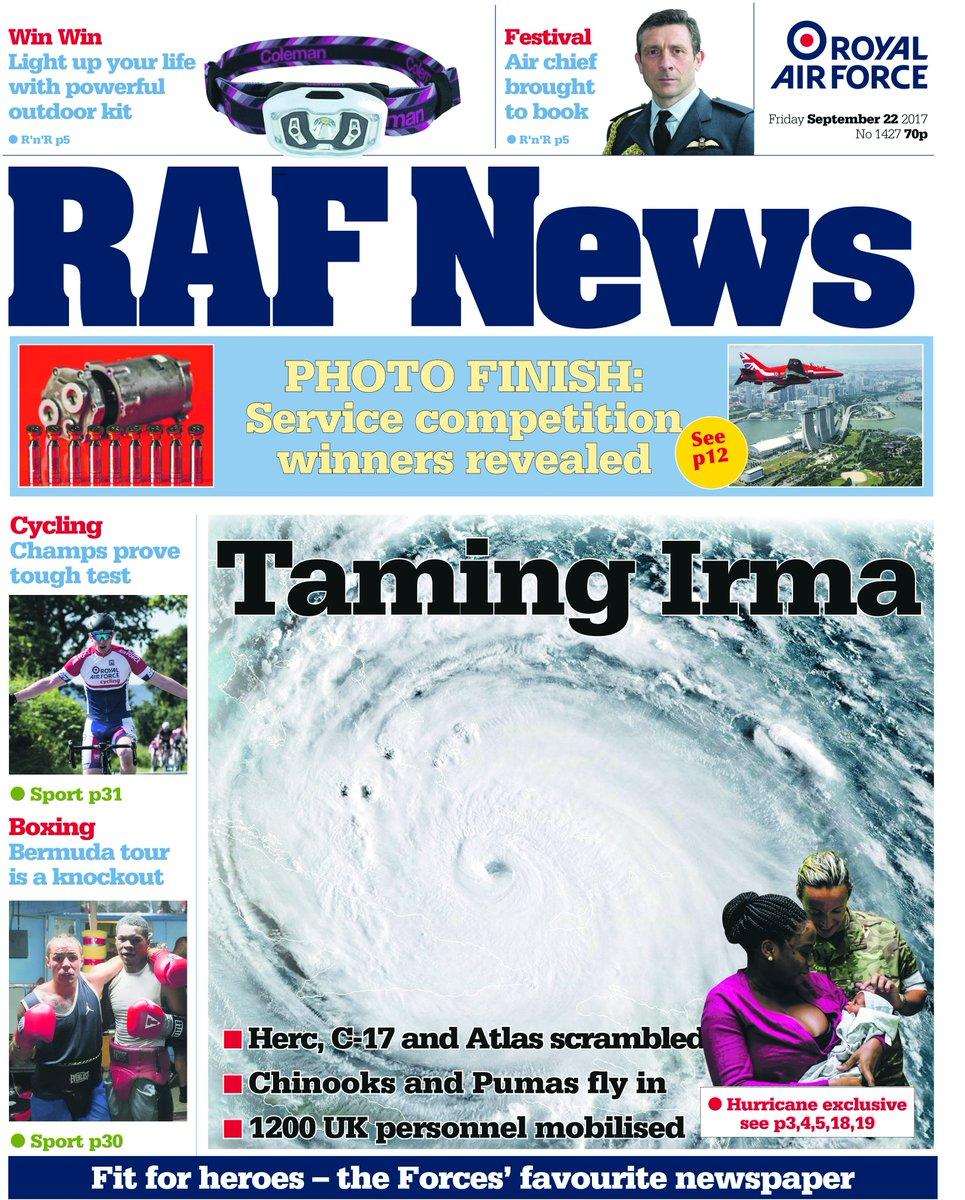 Win Win
Light up your life
with powerful
outdoor kit
● R'n'R p5
Coleman
Coleman
man
Festival
Air chief
brought
to book
● R'n'R p5
ROYAL
AIR FORCE
Friday September 22 2017
No 1427 70p
RAF News
PHOTO FINISH:
Service competition
winners revealed
See
p12
Cycling
Champs prove
tough test
ROYAL
AIR FORCE
cycling
● Sport p31
Boxing
Bermuda tour
is a knockout
EVERLAST
● Sport p30
Taming Irma
■ Herc, C-17 and Atlas scrambled
■ Chinooks and Pumas fly in
■ 1200 UK personnel mobilised
● Hurricane exclusive
see p3,4,5,18,19
Fit for heroes – the Forces' favourite newspaper